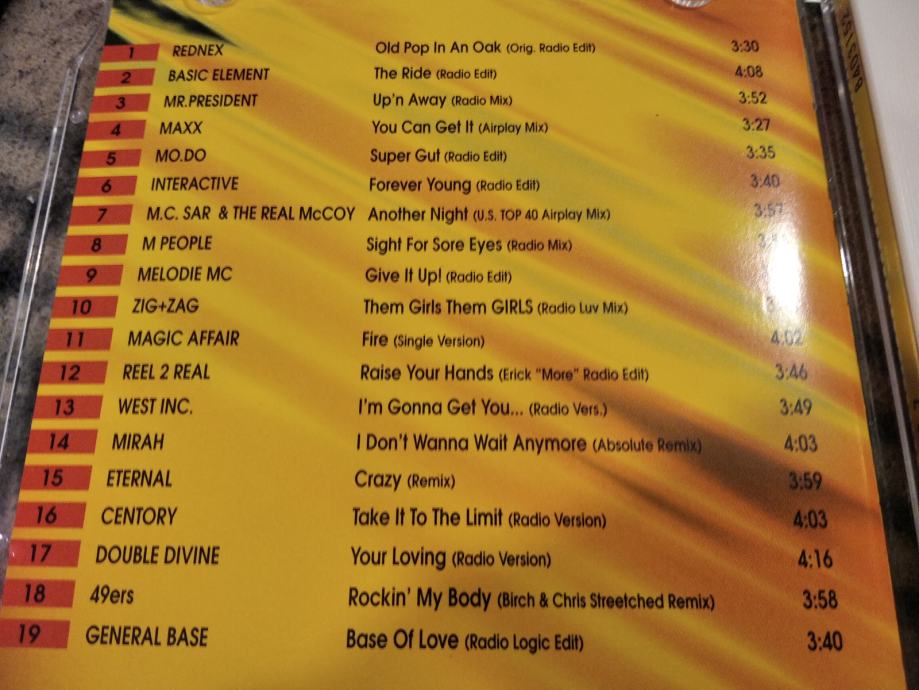 1 REDNEX Old Pop In An Oak (Orig. Radio Edit) 3:30
2 BASIC ELEMENT The Ride (Radio Edit) 4:08
3 MR.PRESIDENT Up'n Away (Radio Mix) 3:52
4 MAXX You Can Get It (Airplay Mix) 3:27
5 MO.DO Super Gut (Radio Edit) 3:35
6 INTERACTIVE Forever Young (Radio Edit) 3:40
7 M.C. SAR & THE REAL McCOY Another Night (U.S. TOP 40 Airplay Mix) 3:57
8 M PEOPLE Sight For Sore Eyes (Radio Mix)
9 MELODIE MC Give It Up! (Radio Edit)
10 ZIG+ZAG Them Girls Them GIRLS (Radio Luv Mix)
11 MAGIC AFFAIR Fire (Single Version) 4:02
12 REEL 2 REAL Raise Your Hands (Erick "More" Radio Edit) 3:46
13 WEST INC. I'm Gonna Get You... (Radio Vers.) 3:49
14 MIRAH I Don't Wanna Wait Anymore (Absolute Remix) 4:03
15 ETERNAL Crazy (Remix) 3:59
16 CENTORY Take It To The Limit (Radio Version) 4:03
17 DOUBLE DIVINE Your Loving (Radio Version) 4:16
18 49ers Rockin' My Body (Birch & Chris Streetched Remix) 3:58
19 GENERAL BASE Base Of Love (Radio Logic Edit) 3:40